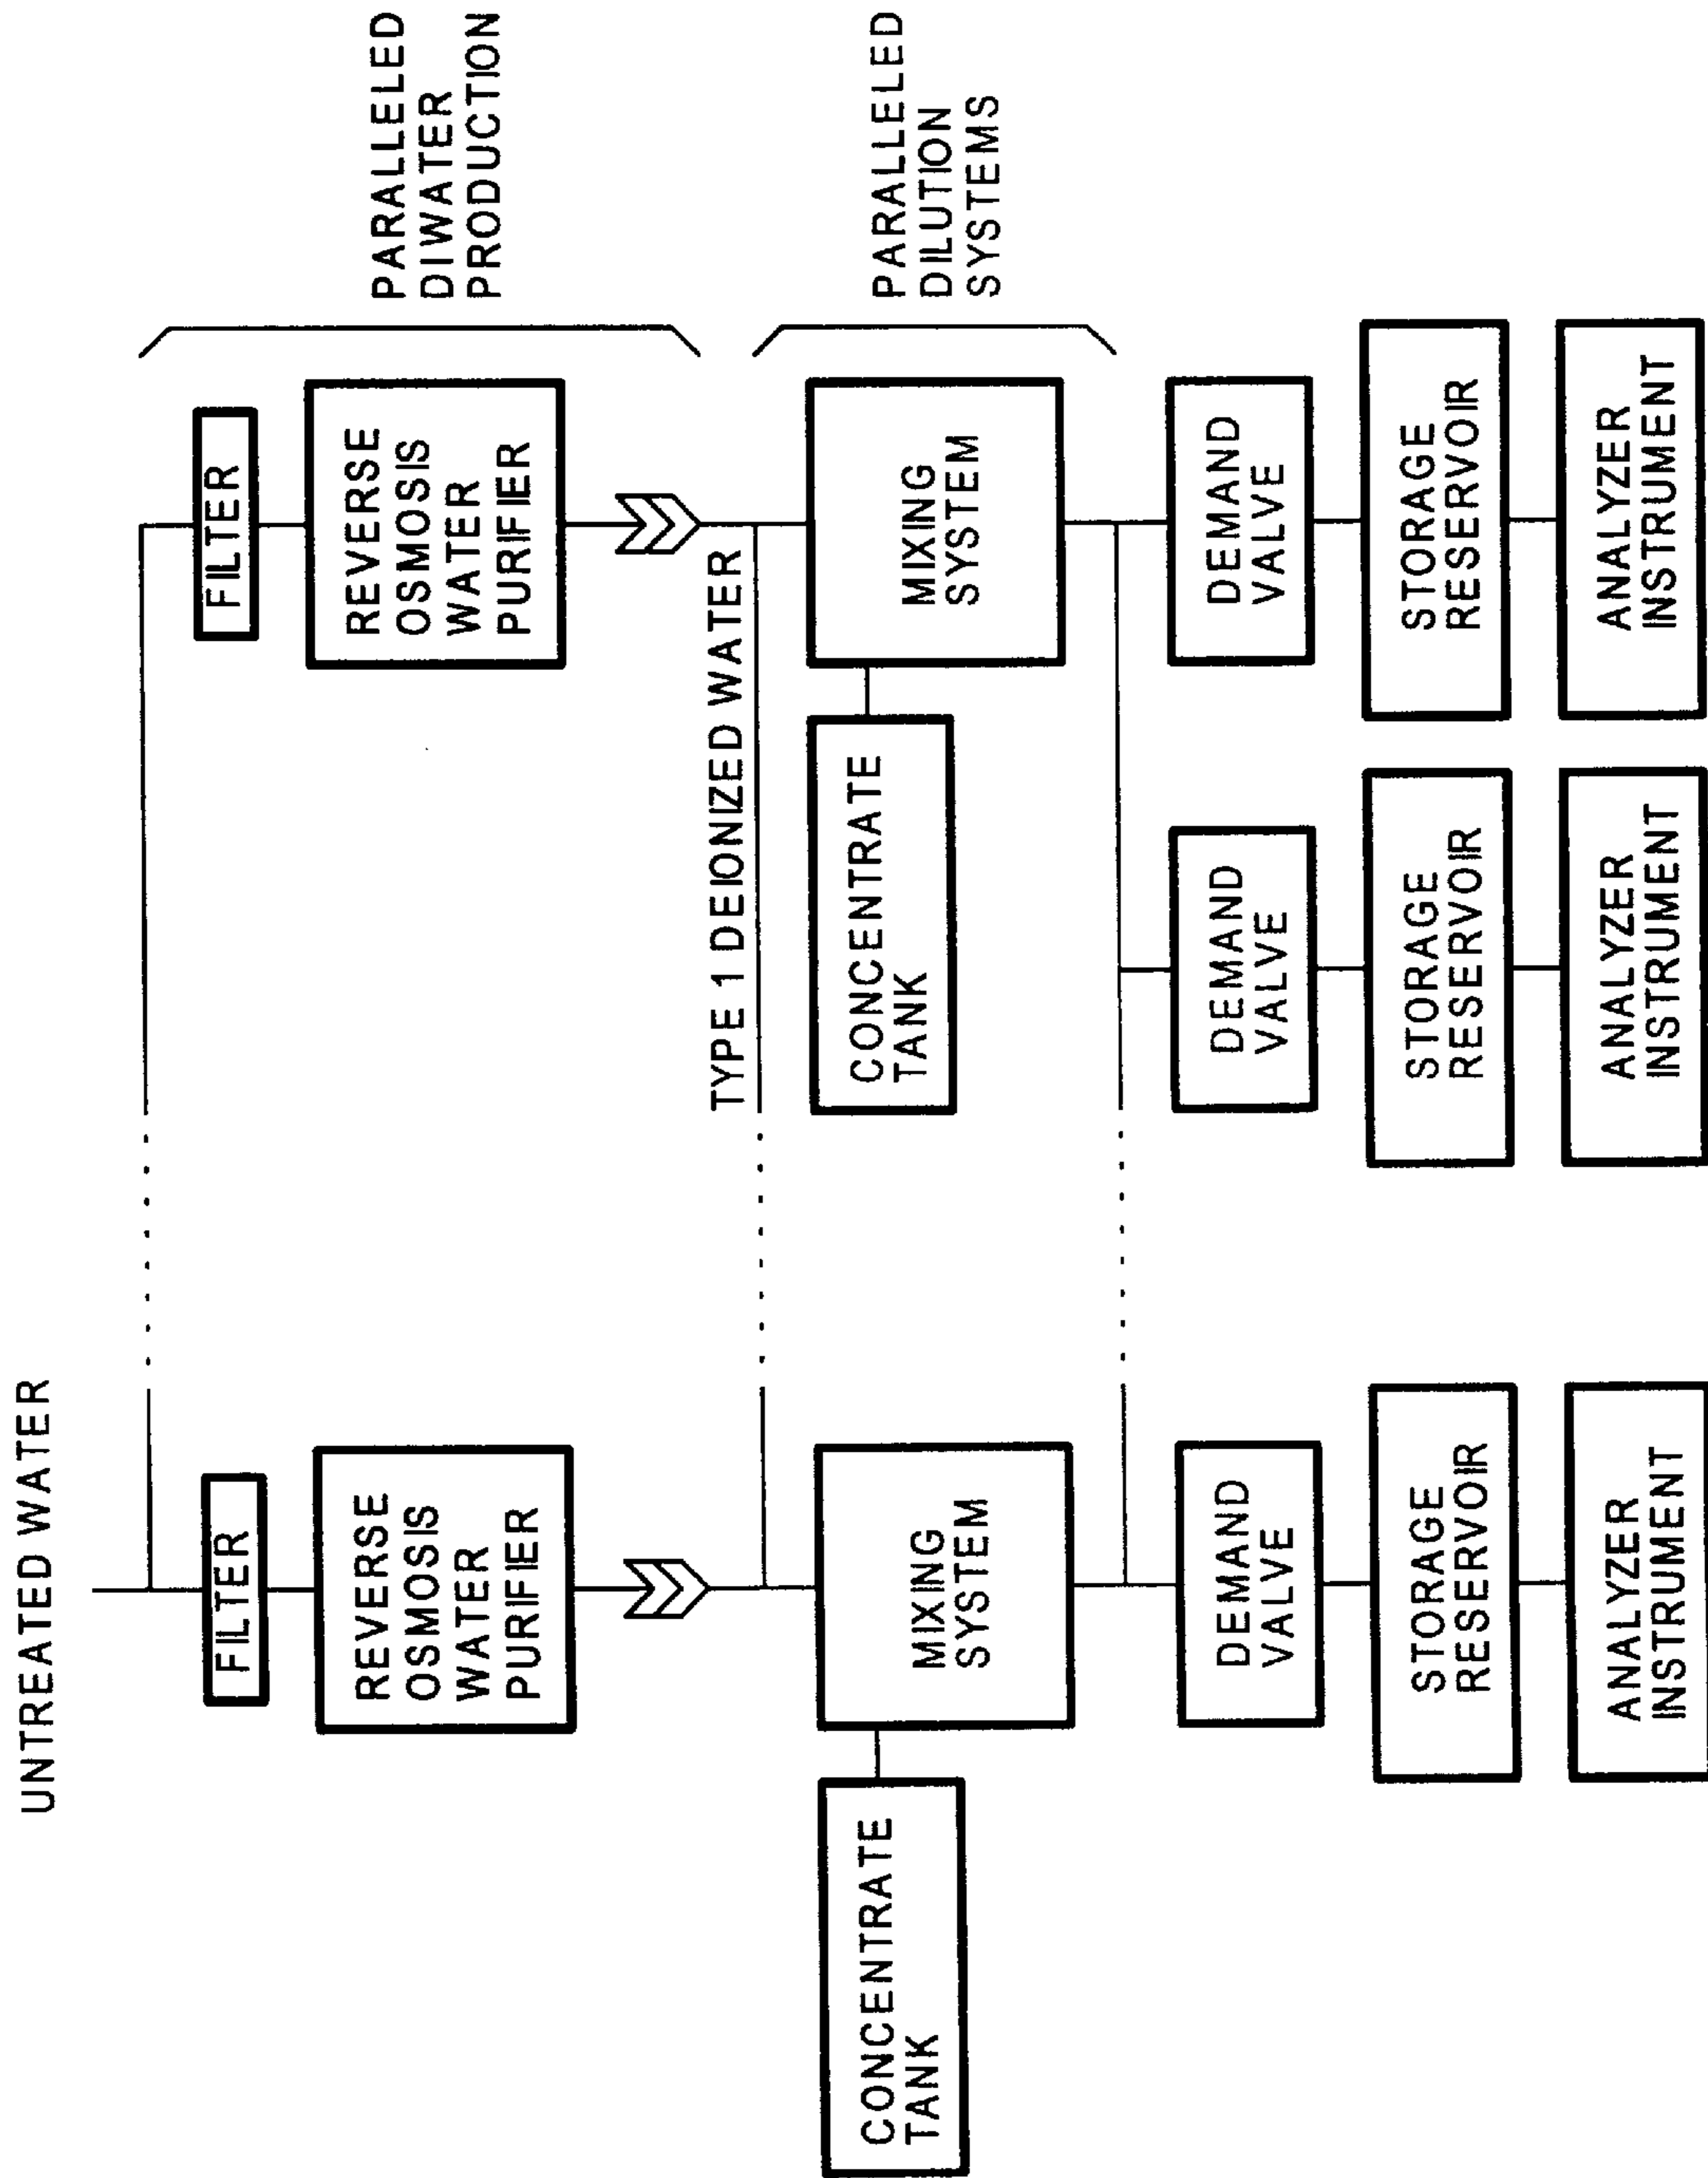 UNTREATED WATER
FILTER
FILTER
REVERSE
OSMOSIS
WATER
PURIFIER
REVERSE
OSMOSIS
WATER
PURIFIER
PARALLELED
DIWATER
PRODUCTION
TYPE 1 DEIONIZED WATER
CONCENTRATE
TANK
MIXING
SYSTEM
CONCENTRATE
TANK
MIXING
SYSTEM
PARALLELED
DILUTION
SYSTEMS
DEMAND
VALVE
DEMAND
VALVE
DEMAND
VALVE
STORAGE
RESERVOIR
STORAGE
RESERVOIR
STORAGE
RESERVOIR
ANALYZER
INSTRUMENT
ANALYZER
INSTRUMENT
ANALYZER
INSTRUMENT